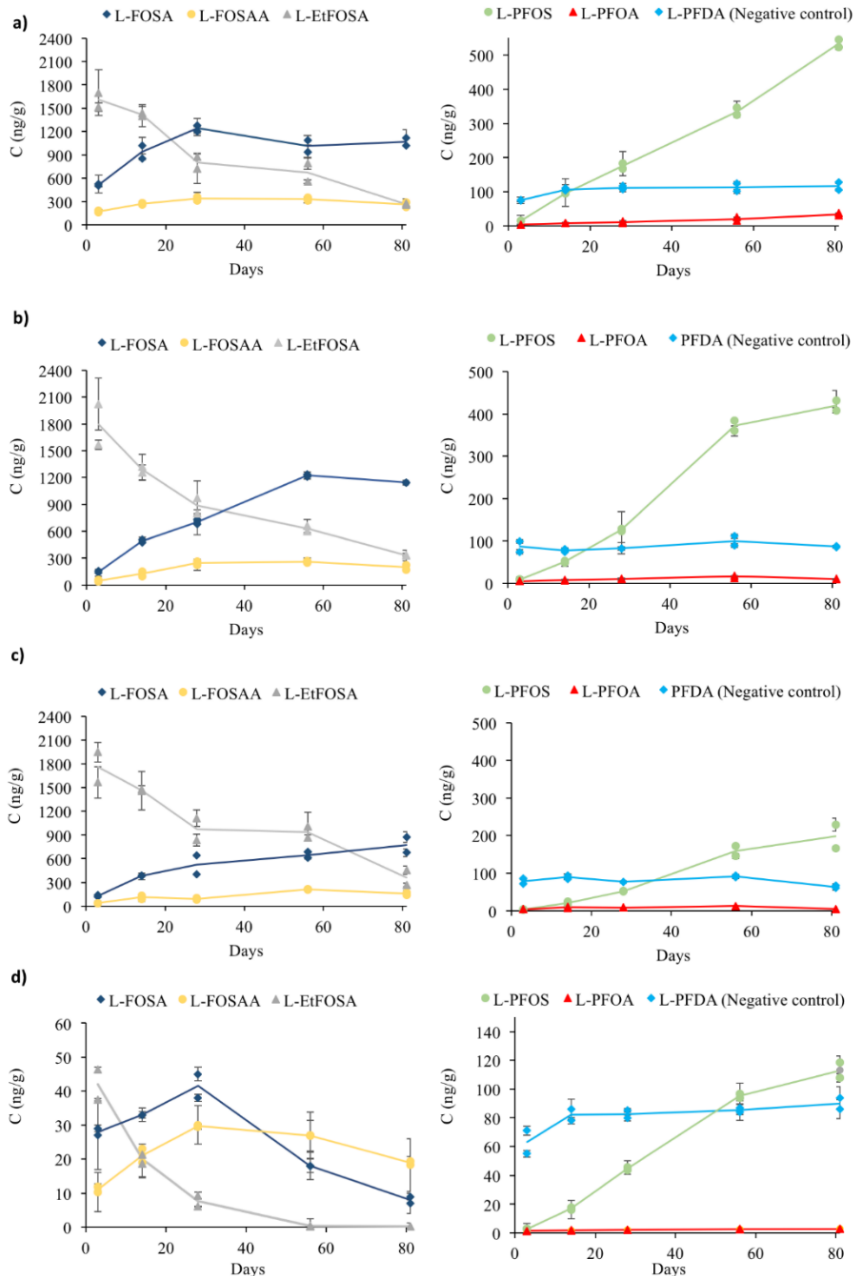 a)
L-FOSA L-FOSAA L-EtFOSA
2400
2100
1800
1500
1200
900
600
300
0
C (ng/g)
0 20 40 60 80
Days
L-PFOS L-PFOA L-PFDA (Negative control)
500
400
300
200
100
0
C (ng/g)
0 20 40 60 80
Days
b)
L-FOSA L-FOSAA L-EtFOSA
2400
2100
1800
1500
1200
900
600
300
0
C (ng/g)
0 20 40 60 80
Days
L-PFOS L-PFOA PFDA (Negative control)
500
400
300
200
100
0
C (ng/g)
0 20 40 60 80
Days
c)
L-FOSA L-FOSAA L-EtFOSA
2400
2100
1800
1500
1200
900
600
300
0
C (ng/g)
0 20 40 60 80
Days
L-PFOS L-PFOA PFDA (Negative control)
500
400
300
200
100
0
C (ng/g)
0 20 40 60 80
Days
d)
L-FOSA L-FOSAA L-EtFOSA
60
50
40
30
20
10
0
C (ng/g)
0 20 40 60 80
Days
L-PFOS L-PFOA L-PFDA (Negative control)
140
120
100
80
60
40
20
0
C (ng/g)
0 20 40 60 80
Days